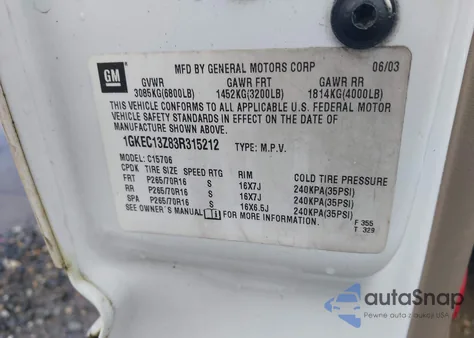 GM
MFD BY GENERAL MOTORS CORP 06/03
GVWR GAWR FRT GAWR RR
3085KG(6800LB) 1452KG(3200LB) 1814KG(4000LB)
THIS VEHICLE CONFORMS TO ALL APPLICABLE U.S. FEDERAL MOTOR
VEHICLE SAFETY STANDARDS IN EFFECT ON THE DATE OF
MANUFACTURE SHOWN ABOVE.
1GKEC13Z83R315212 TYPE: M.P.V.
MODEL: C15706
CPDK TIRE SIZE SPEED RTG RIM COLD TIRE PRESSURE
FRT P265/70R16 S 16X7J 240KPA(35PSI)
RR P265/70R16 S 16X7J 240KPA(35PSI)
SPA P265/70R16 S 16X6.5J 240KPA(35PSI)
SEE OWNER'S MANUAL i FOR MORE INFORMATION.
F 355
T 329
autoSnap
Pewne auto z aukcji USA